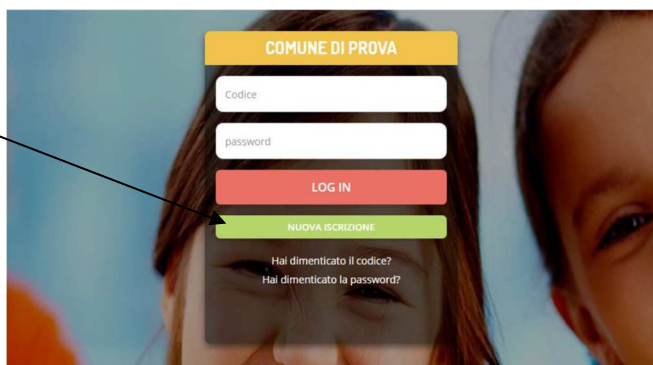 COMUNE DI PROVA
Codice
password
LOG IN
NUOVA ISCRIZIONE
Hai dimenticato il codice?
Hai dimenticato la password?